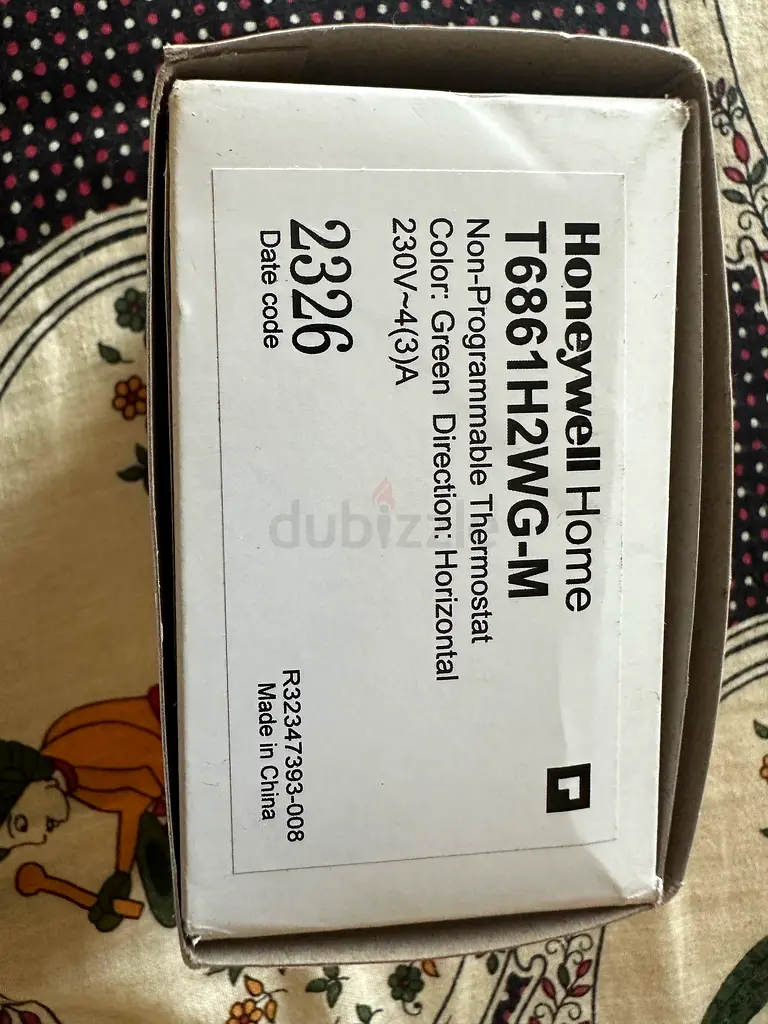 Honeywell Home
T6861H2WG-M
Non-Programmable Thermostat
Color: Green Direction: Horizontal
230V~4(3)A
2326
Date code
R32347393-008
Made in China
dubizzle